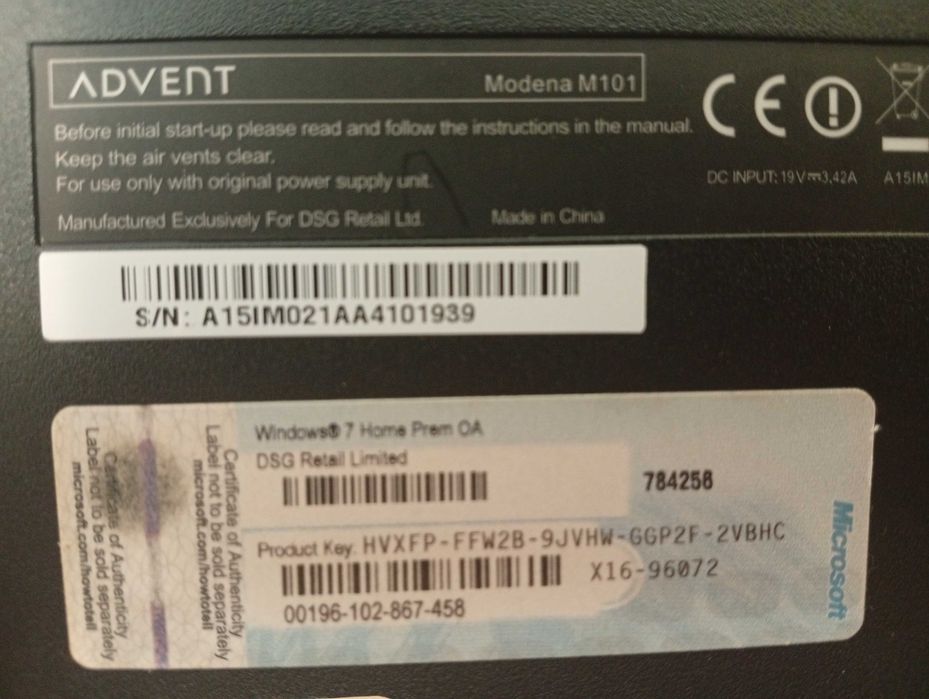 ADVENT
Modena M101
Before initial start-up please read and follow the instructions in the manual.
Keep the air vents clear.
For use only with original power supply unit.
Manufactured Exclusively For DSG Retail Ltd. Made in China
CE
DC INPUT: 19V⎓3.42A A15IM
S/N: A15IM021AA4101939
Certificate of Authenticity
Label not to be sold separately
microsoft.com/howtotell
Certificate of Authenticity
Label not to be sold separately
microsoft.com/howtotell
Windows® 7 Home Prem OA
DSG Retail Limited
784258
Product Key: HVXFP-FFW2B-9JVHW-GGP2F-2VBHC
X16-96072
00196-102-867-458
Microsoft